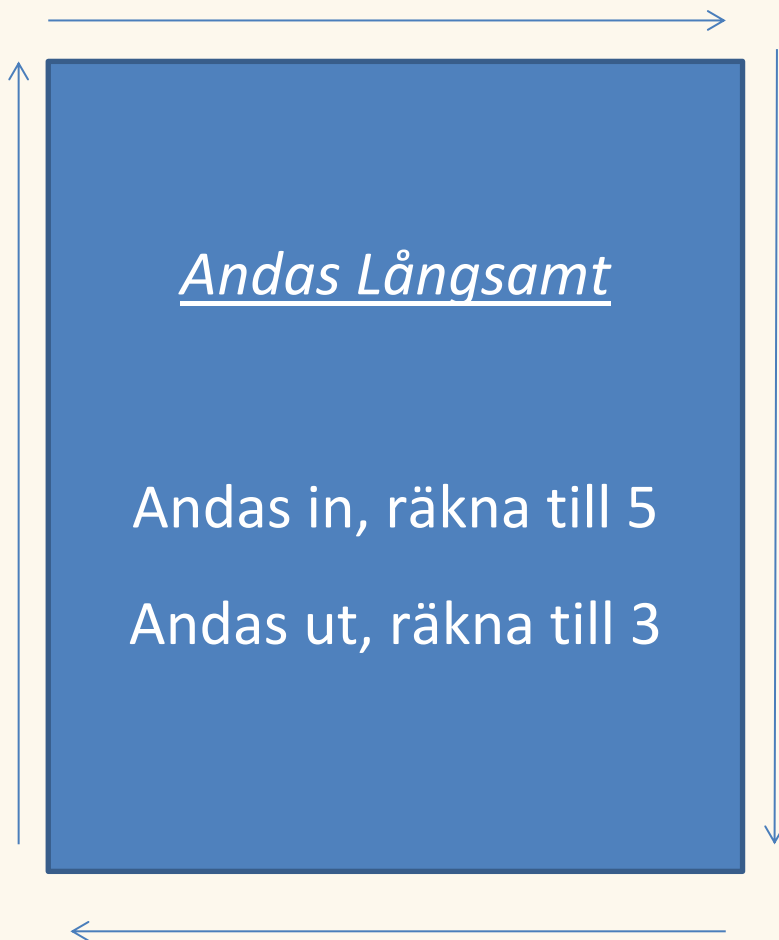 Andas Långsamt
Andas in, räkna till 5
Andas ut, räkna till 3